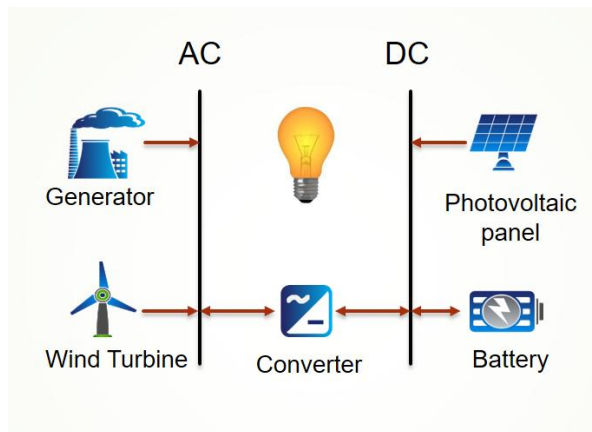 AC
DC
Generator
Photovoltaic
panel
Wind Turbine
Converter
Battery